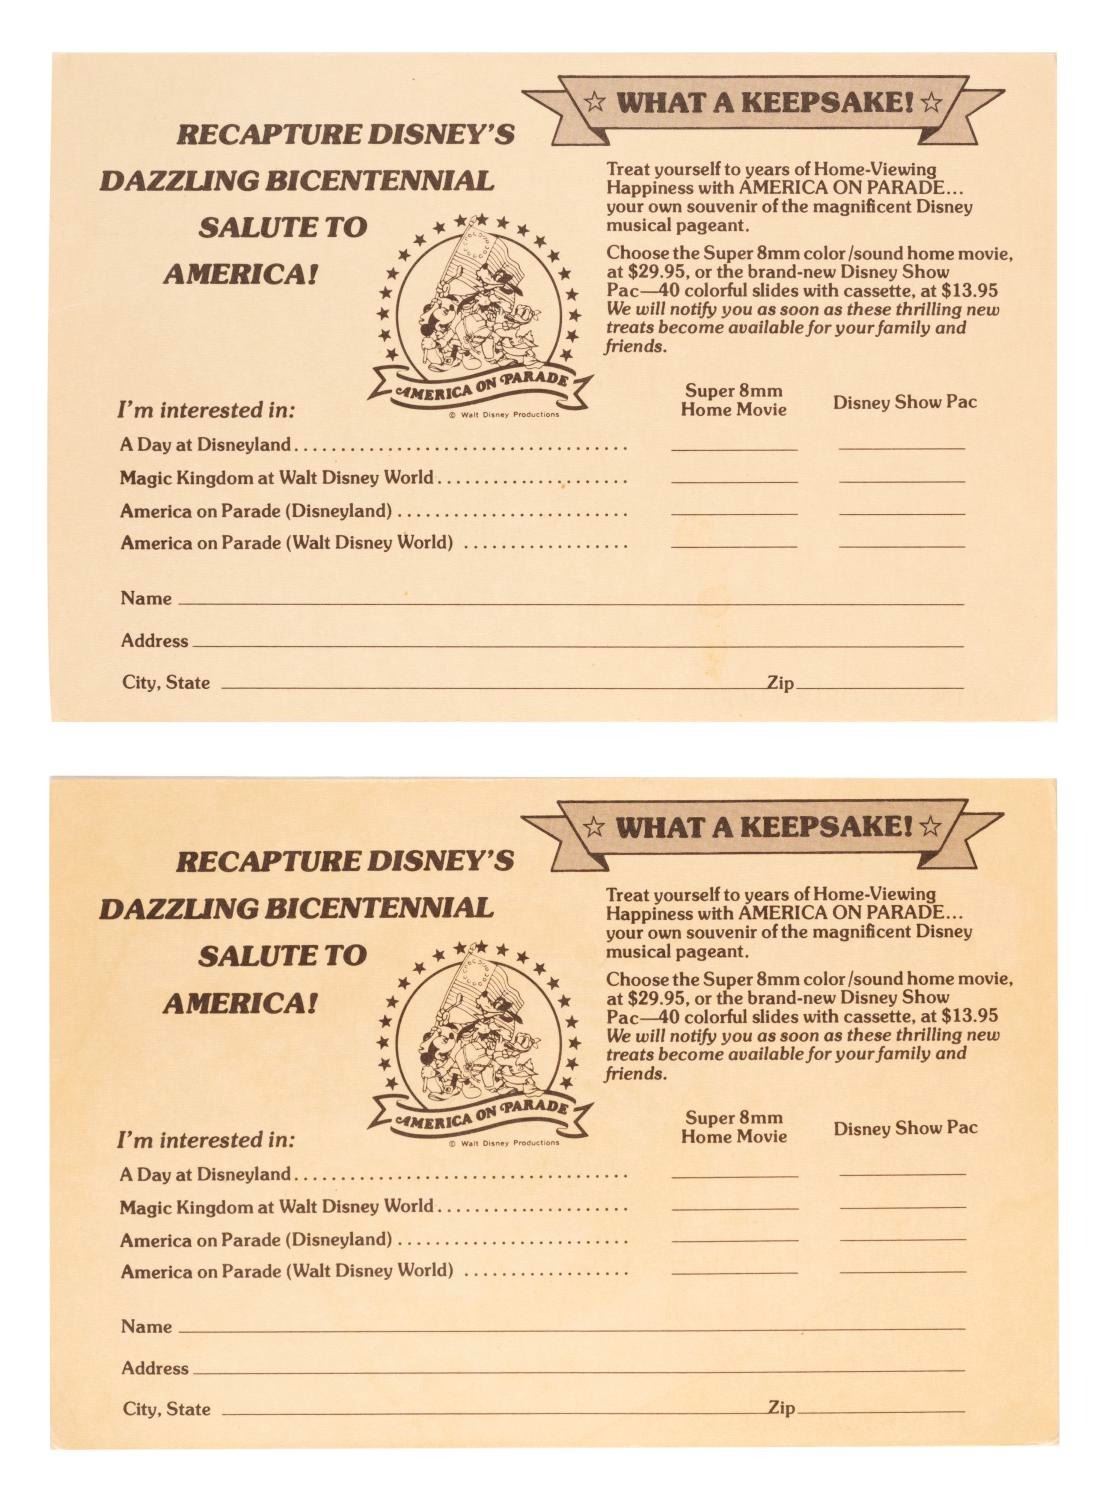 ☆ WHAT A KEEPSAKE! ☆
RECAPTURE DISNEY'S
DAZZLING BICENTENNIAL
SALUTE TO
AMERICA!
Treat yourself to years of Home-Viewing
Happiness with AMERICA ON PARADE...
your own souvenir of the magnificent Disney
musical pageant.
Choose the Super 8mm color/sound home movie,
at $29.95, or the brand-new Disney Show
Pac—40 colorful slides with cassette, at $13.95
We will notify you as soon as these thrilling new
treats become available for your family and
friends.
AMERICA ON PARADE
© Walt Disney Productions
I'm interested in:
Super 8mm
Home Movie
Disney Show Pac
A Day at Disneyland
Magic Kingdom at Walt Disney World
America on Parade (Disneyland)
America on Parade (Walt Disney World)
Name
Address
City, State Zip
☆ WHAT A KEEPSAKE! ☆
RECAPTURE DISNEY'S
DAZZLING BICENTENNIAL
SALUTE TO
AMERICA!
Treat yourself to years of Home-Viewing
Happiness with AMERICA ON PARADE...
your own souvenir of the magnificent Disney
musical pageant.
Choose the Super 8mm color/sound home movie,
at $29.95, or the brand-new Disney Show
Pac—40 colorful slides with cassette, at $13.95
We will notify you as soon as these thrilling new
treats become available for your family and
friends.
AMERICA ON PARADE
© Walt Disney Productions
I'm interested in:
Super 8mm
Home Movie
Disney Show Pac
A Day at Disneyland
Magic Kingdom at Walt Disney World
America on Parade (Disneyland)
America on Parade (Walt Disney World)
Name
Address
City, State Zip